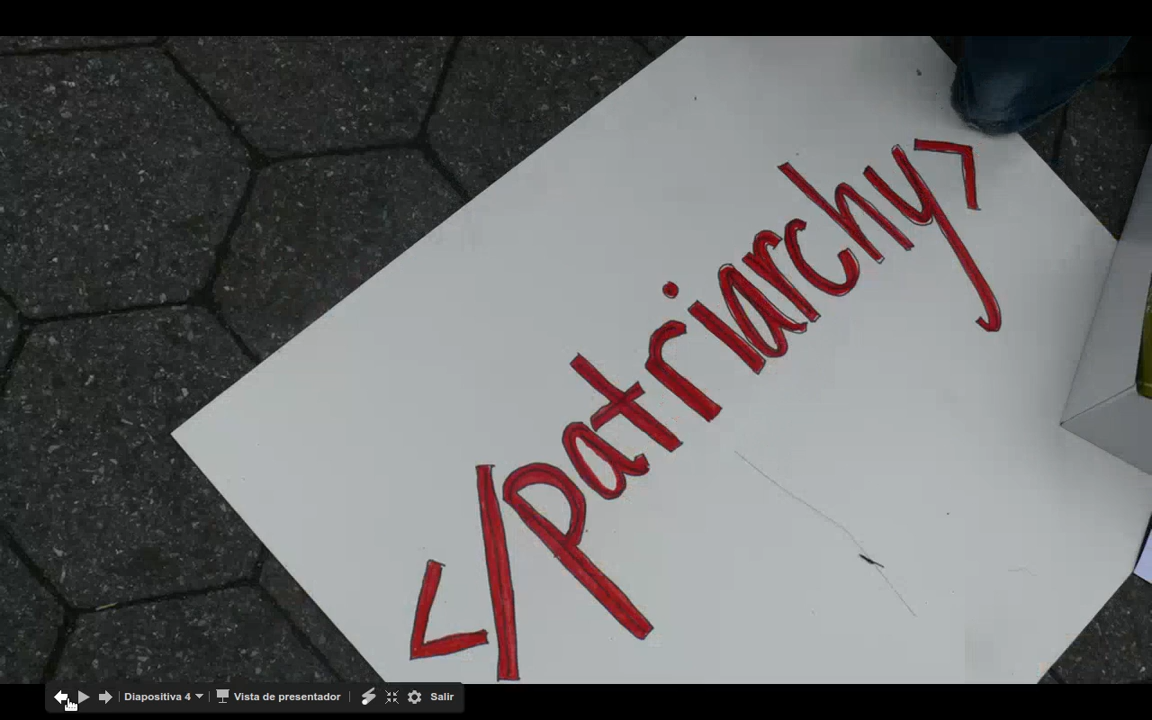 </patriarchy>
Diapositiva 4
Vista de presentador
Salir